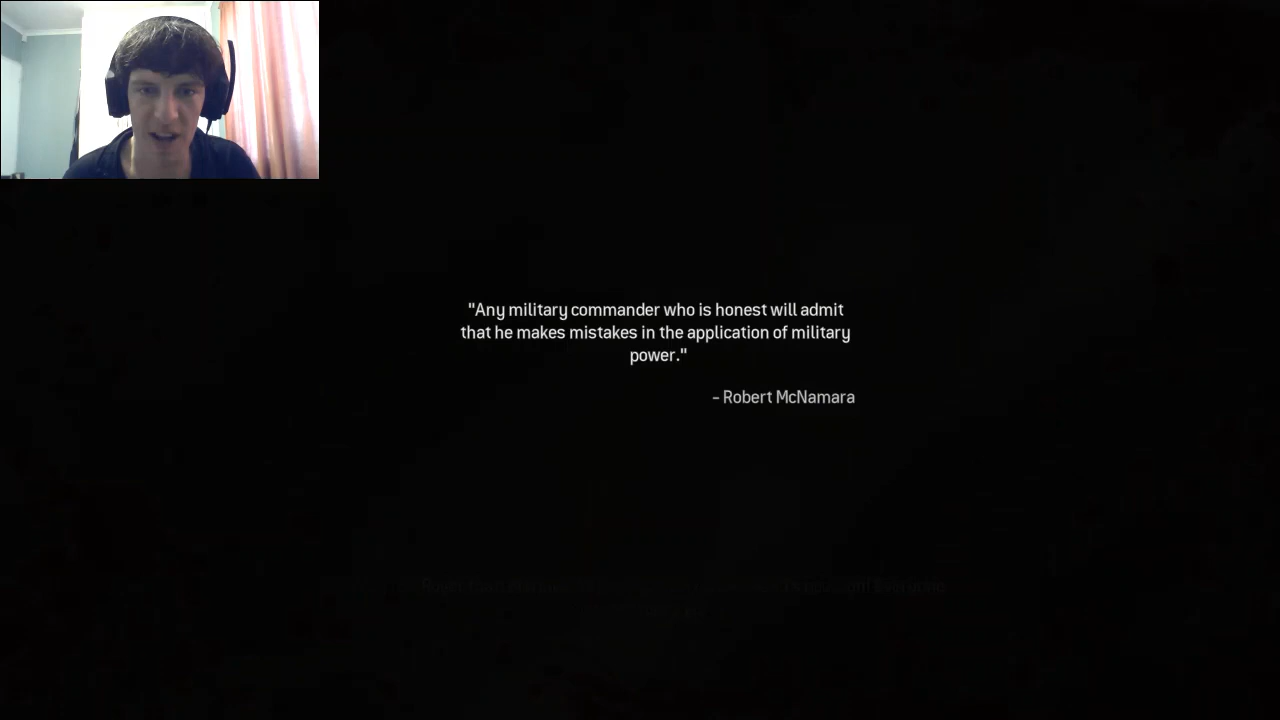 "Any military commander who is honest will admit
that he makes mistakes in the application of military
power."
- Robert McNamara